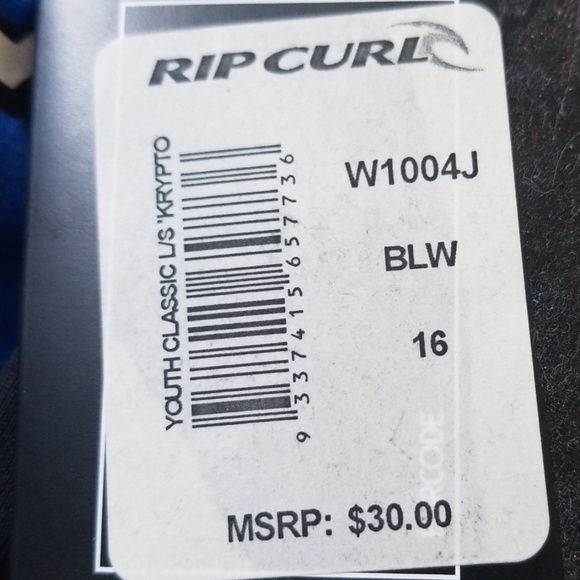 RIP CURL
W1004J
BLW
16
YOUTH CLASSIC L/S 'KRYPTO
9 337415 657736
MSRP: $30.00